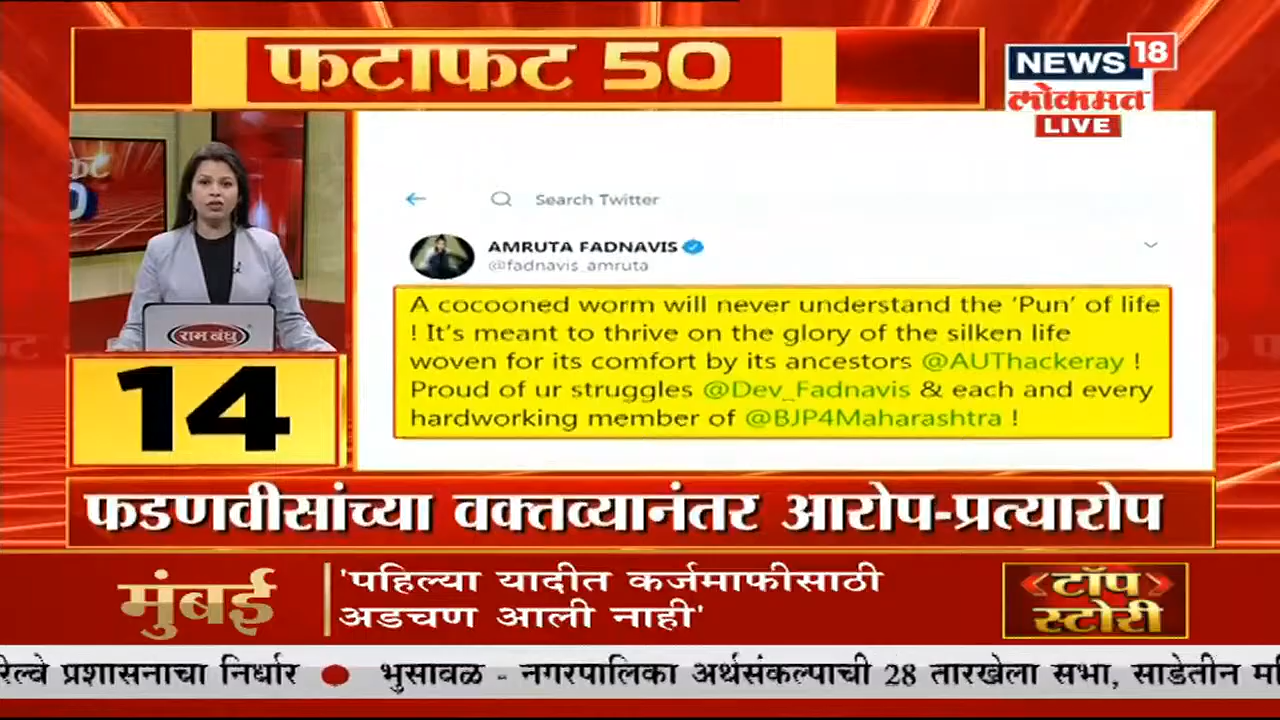 फटाफट 50
NEWS 18
लोकमत
LIVE
Search Twitter
AMRUTA FADNAVIS
@fadnavis_amruta
A cocooned worm will never understand the ‘Pun’ of life
! It’s meant to thrive on the glory of the silken life
woven for its comfort by its ancestors @AUThackeray !
Proud of ur struggles @Dev_Fadnavis & each and every
hardworking member of @BJP4Maharashtra !
राम बंधु
14
फडणवीसांच्या वक्तव्यानंतर आरोप-प्रत्यारोप
मुंबई
'पहिल्या यादीत कर्जमाफीसाठी
अडचण आली नाही'
टॉप
स्टोरी
रेल्वे प्रशासनाचा निर्धार ● भुसावळ - नगरपालिका अर्थसंकल्पाची 28 तारखेला सभा, साडेतीन